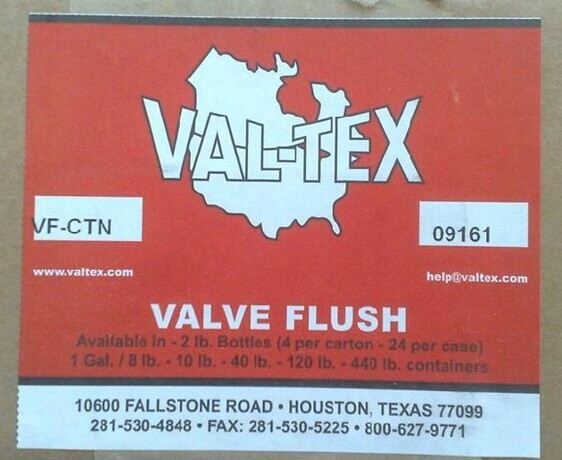 VAL-TEX
VF-CTN
09161
www.valtex.com
help@valtex.com
VALVE FLUSH
Available in - 2 lb. Bottles (4 per carton - 24 per case)
1 Gal. / 8 lb. - 10 lb. - 40 lb. - 120 lb. - 440 lb. containers
10600 FALLSTONE ROAD • HOUSTON, TEXAS 77099
281-530-4848 • FAX: 281-530-5225 • 800-627-9771